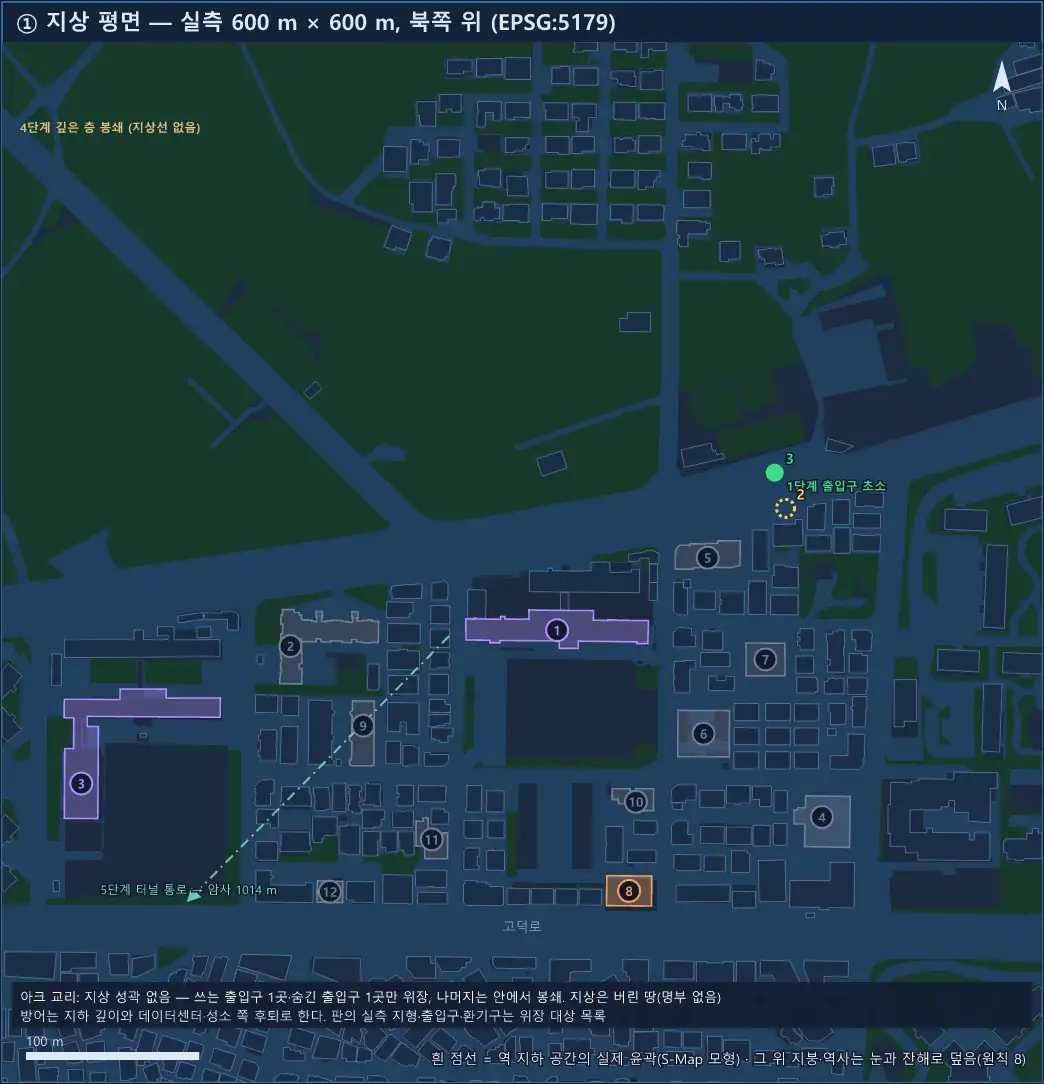 ① 지상 평면 — 실측 600 m × 600 m, 북쪽 위 (EPSG:5179)
N
4단계 깊은 층 봉쇄 (지상선 없음)
3
1단계 출입구 초소
2
5
1
2
7
9
6
3
10
4
11
5단계 터널 통로 → 암사 1014 m
12
8
고덕로
아크 교리: 지상 성곽 없음 — 쓰는 출입구 1곳·숨긴 출입구 1곳만 위장, 나머지는 안에서 봉쇄. 지상은 버린 땅(명부 없음)
방어는 지하 깊이와 데이터센터·성소 쪽 후퇴로 한다. 판의 실측 지형·출입구·환기구는 위장 대상 목록
100 m
흰 점선 = 역 지하 공간의 실제 윤곽(S-Map 모형) · 그 위 지붕·역사는 눈과 잔해로 덮음(원칙 8)